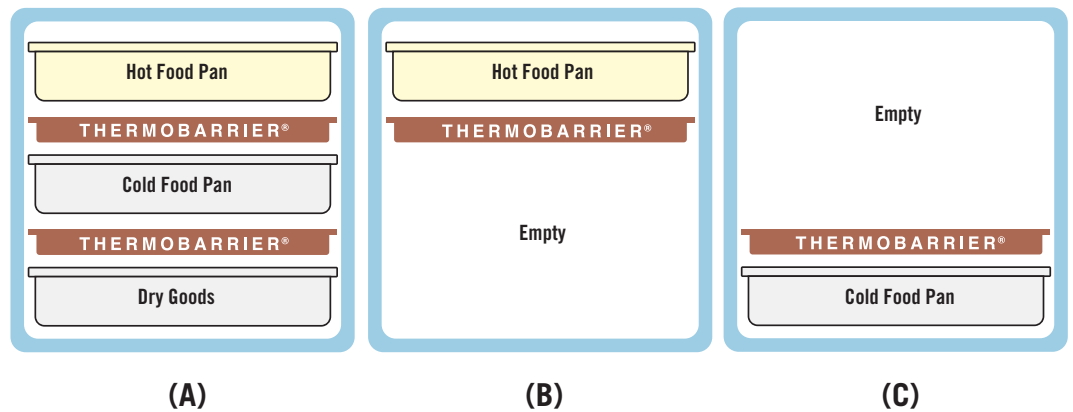 Hot Food Pan
THERMOBARRIER®
Cold Food Pan
THERMOBARRIER®
Dry Goods
(A)
Hot Food Pan
THERMOBARRIER®
Empty
(B)
Empty
THERMOBARRIER®
Cold Food Pan
(C)